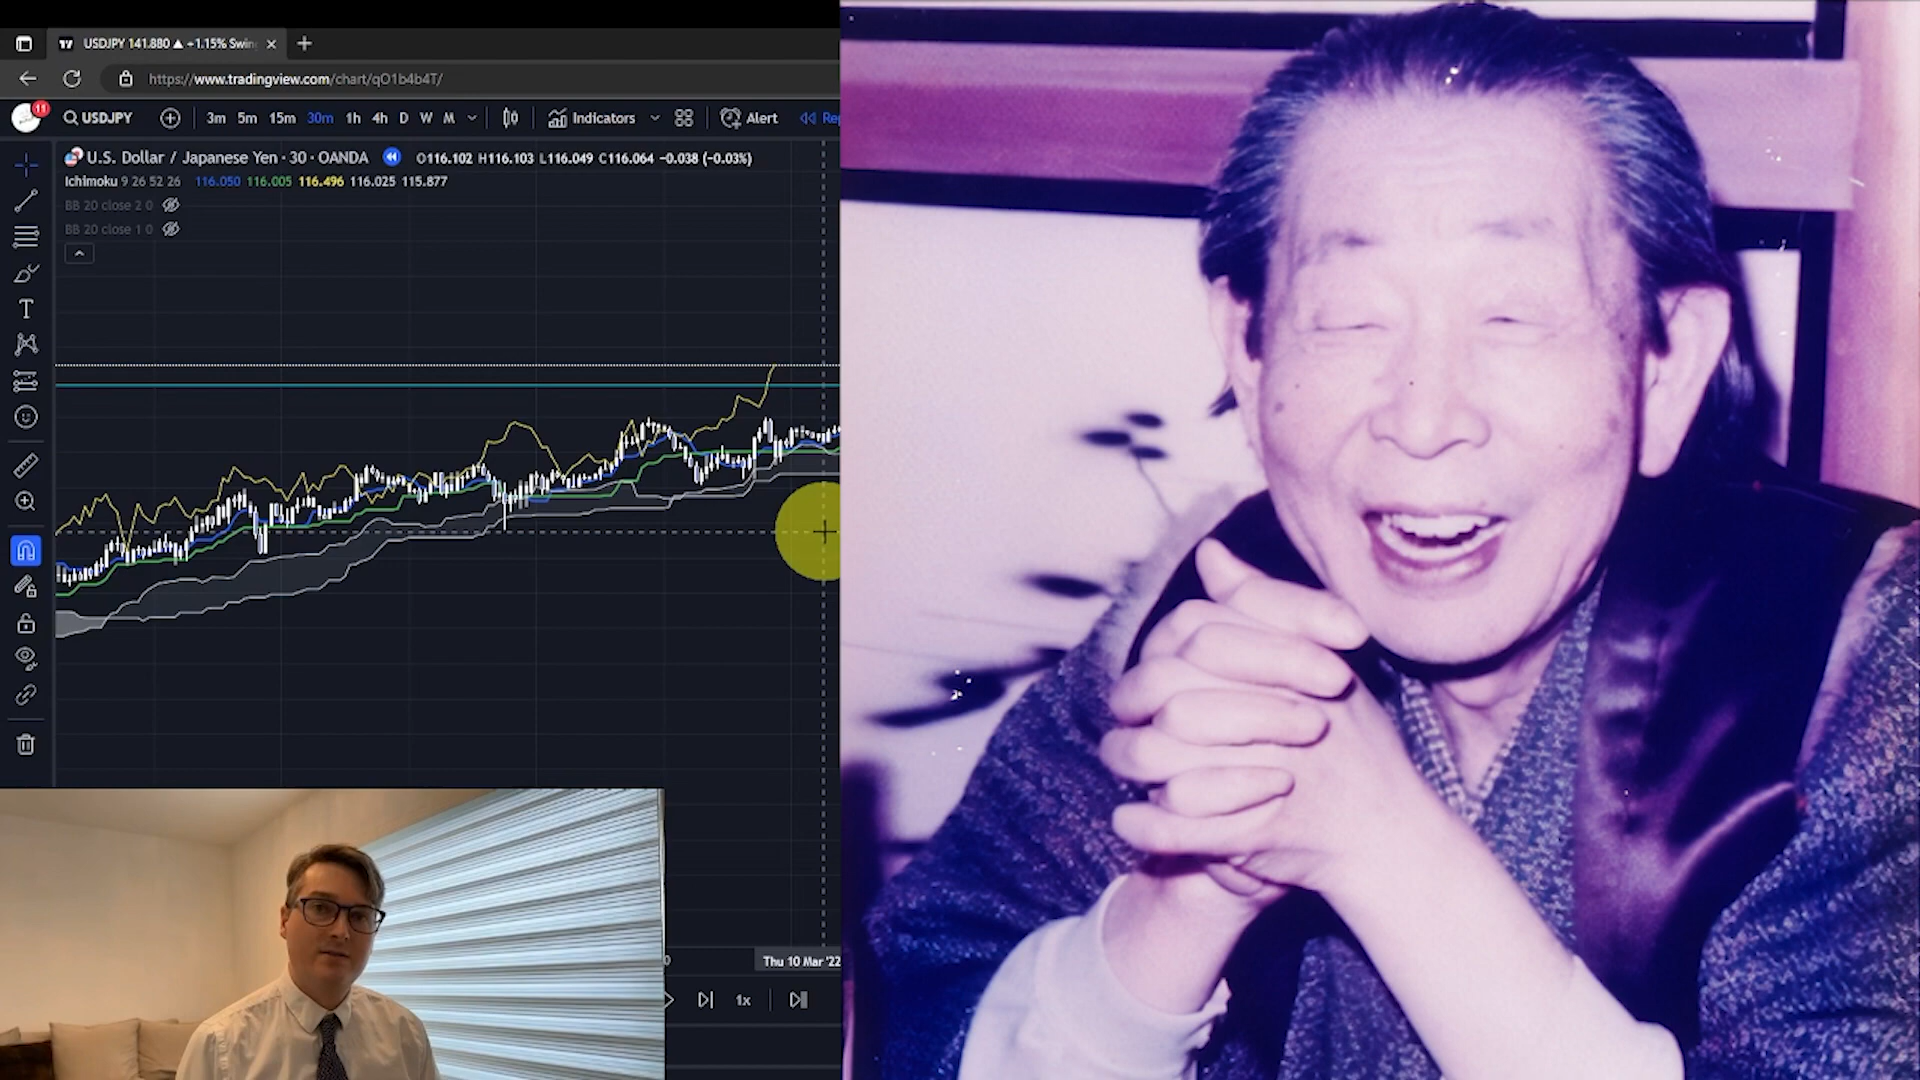 USDJPY 141.880 ▲ +1.15% Swin
https://www.tradingview.com/chart/qO1b4b4T/
11
USDJPY 3m 5m 15m 30m 1h 4h D W M Indicators Alert Rep
U.S. Dollar / Japanese Yen · 30 · OANDA O116.102 H116.103 L116.049 C116.064 −0.038 (−0.03%)
Ichimoku 9 26 52 26 116.050 116.005 116.496 116.025 115.877
BB 20 close 2 0
BB 20 close 1 0
Thu 10 Mar '22
1x